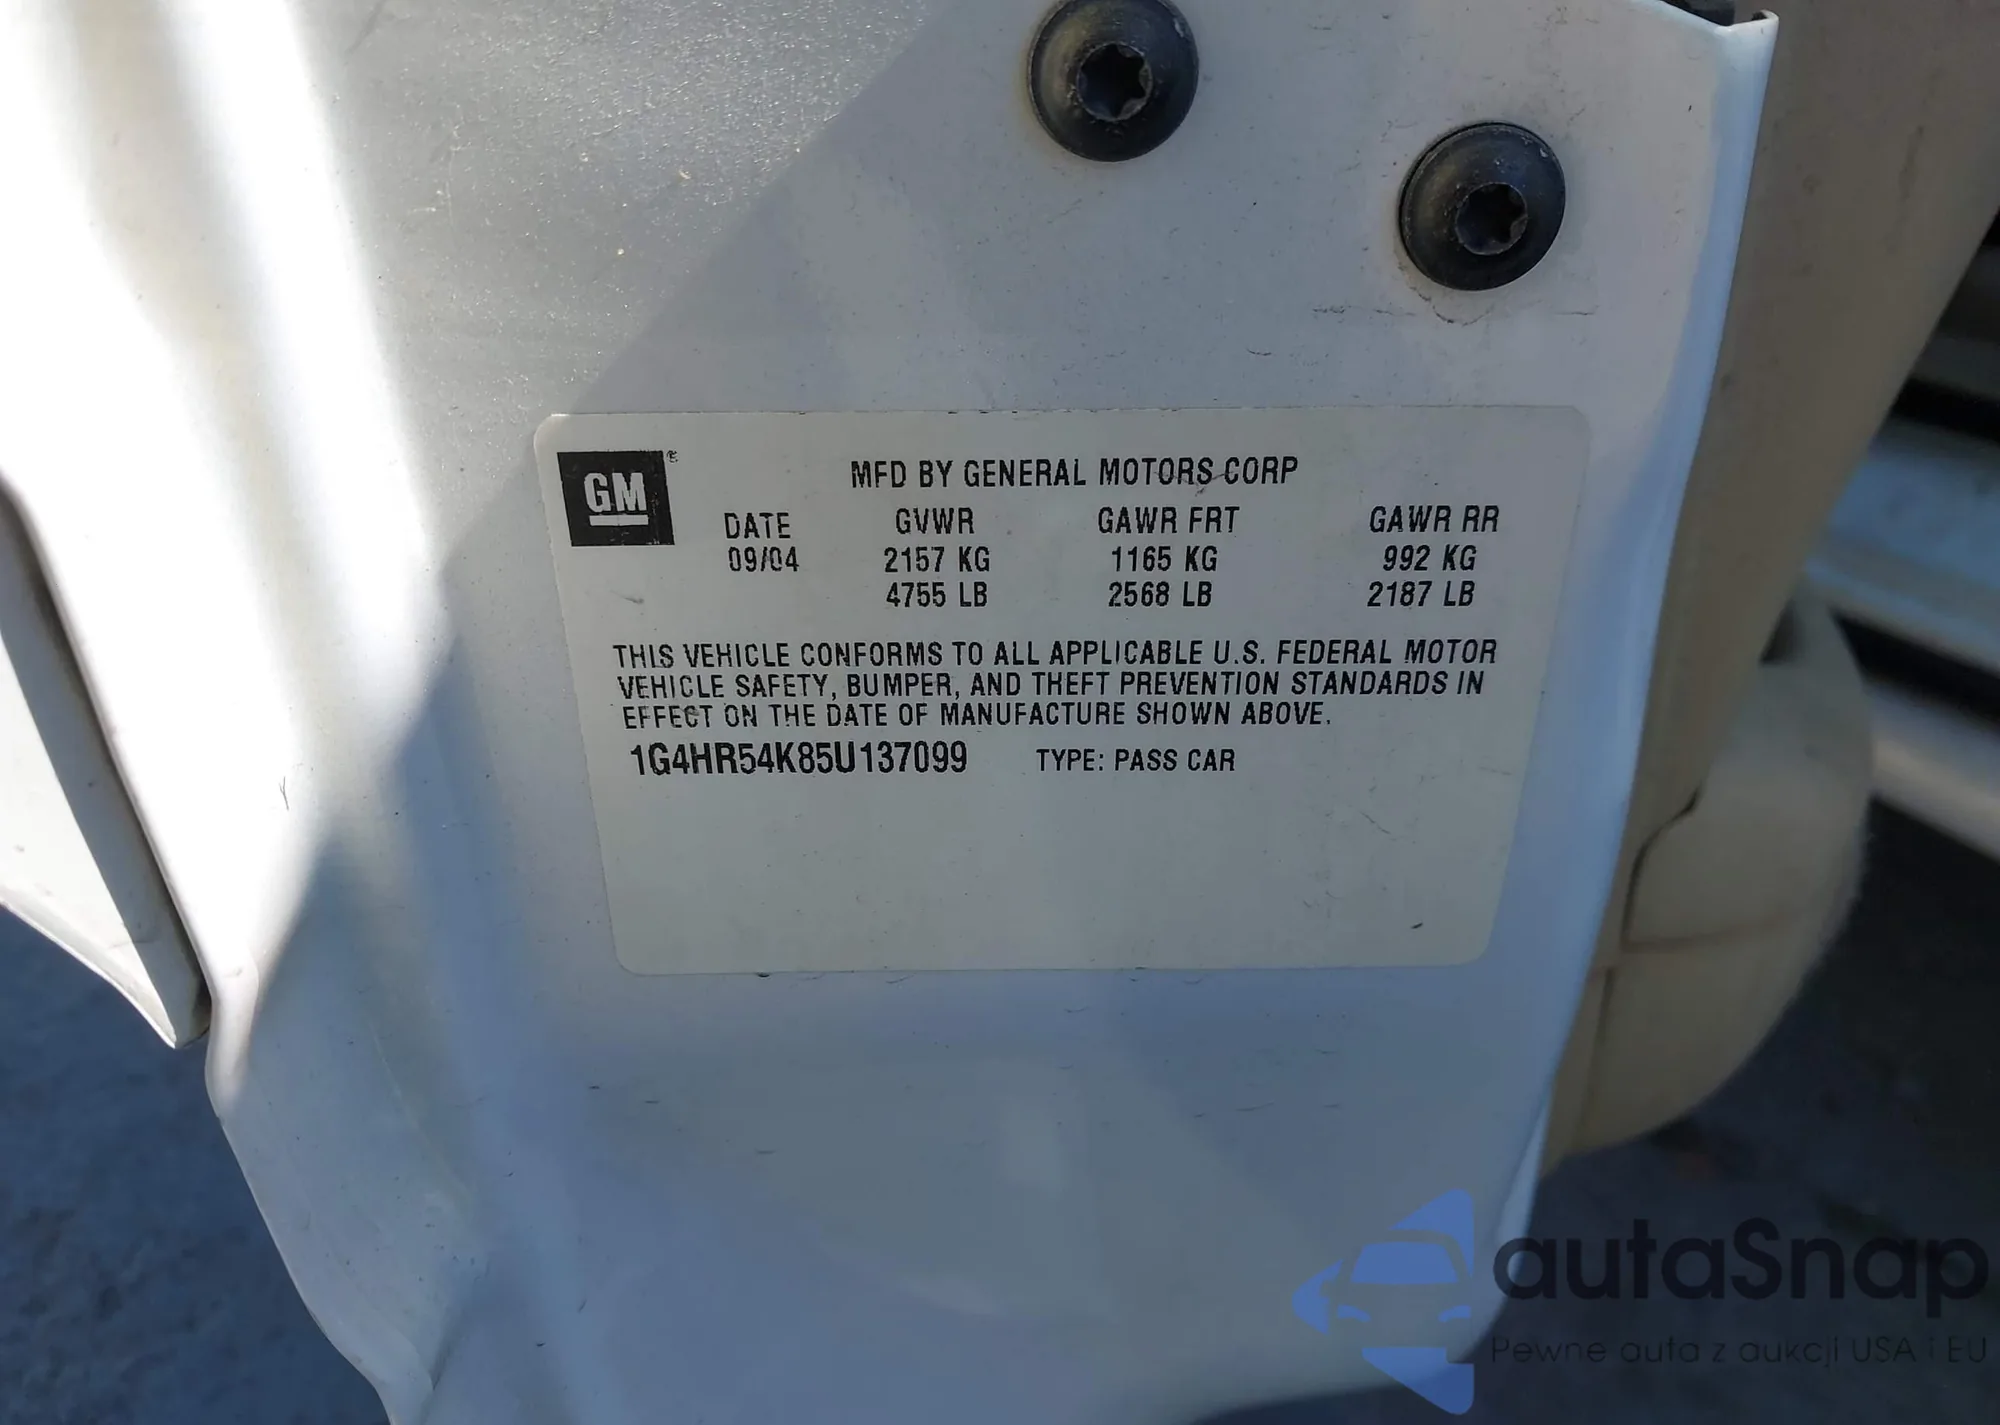 GM
MFD BY GENERAL MOTORS CORP
DATE GVWR GAWR FRT GAWR RR
09/04 2157 KG 1165 KG 992 KG
4755 LB 2568 LB 2187 LB
THIS VEHICLE CONFORMS TO ALL APPLICABLE U.S. FEDERAL MOTOR
VEHICLE SAFETY, BUMPER, AND THEFT PREVENTION STANDARDS IN
EFFECT ON THE DATE OF MANUFACTURE SHOWN ABOVE.
1G4HR54K85U137099 TYPE: PASS CAR
autaSnap
Pewne auta z aukcji USA i EU